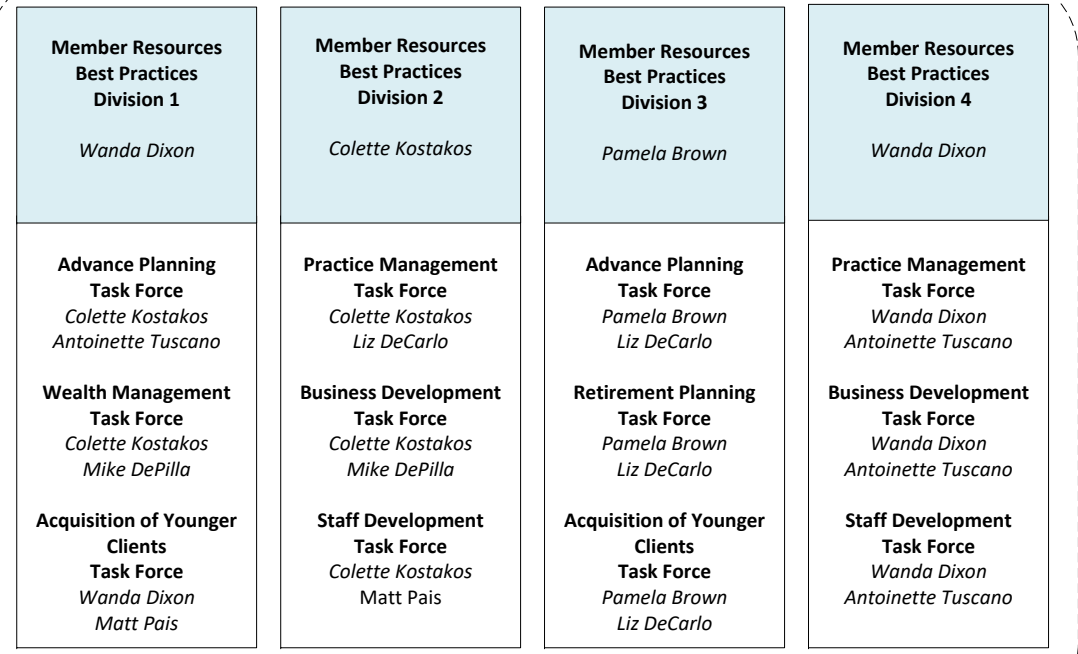 Member Resources
Best Practices
Division 1
Wanda Dixon
Advance Planning
Task Force
Colette Kostakos
Antoinette Tuscano
Wealth Management
Task Force
Colette Kostakos
Mike DePilla
Acquisition of Younger
Clients
Task Force
Wanda Dixon
Matt Pais
Member Resources
Best Practices
Division 2
Colette Kostakos
Practice Management
Task Force
Colette Kostakos
Liz DeCarlo
Business Development
Task Force
Colette Kostakos
Mike DePilla
Staff Development
Task Force
Colette Kostakos
Matt Pais
Member Resources
Best Practices
Division 3
Pamela Brown
Advance Planning
Task Force
Pamela Brown
Liz DeCarlo
Retirement Planning
Task Force
Pamela Brown
Liz DeCarlo
Acquisition of Younger
Clients
Task Force
Pamela Brown
Liz DeCarlo
Member Resources
Best Practices
Division 4
Wanda Dixon
Practice Management
Task Force
Wanda Dixon
Antoinette Tuscano
Business Development
Task Force
Wanda Dixon
Antoinette Tuscano
Staff Development
Task Force
Wanda Dixon
Antoinette Tuscano